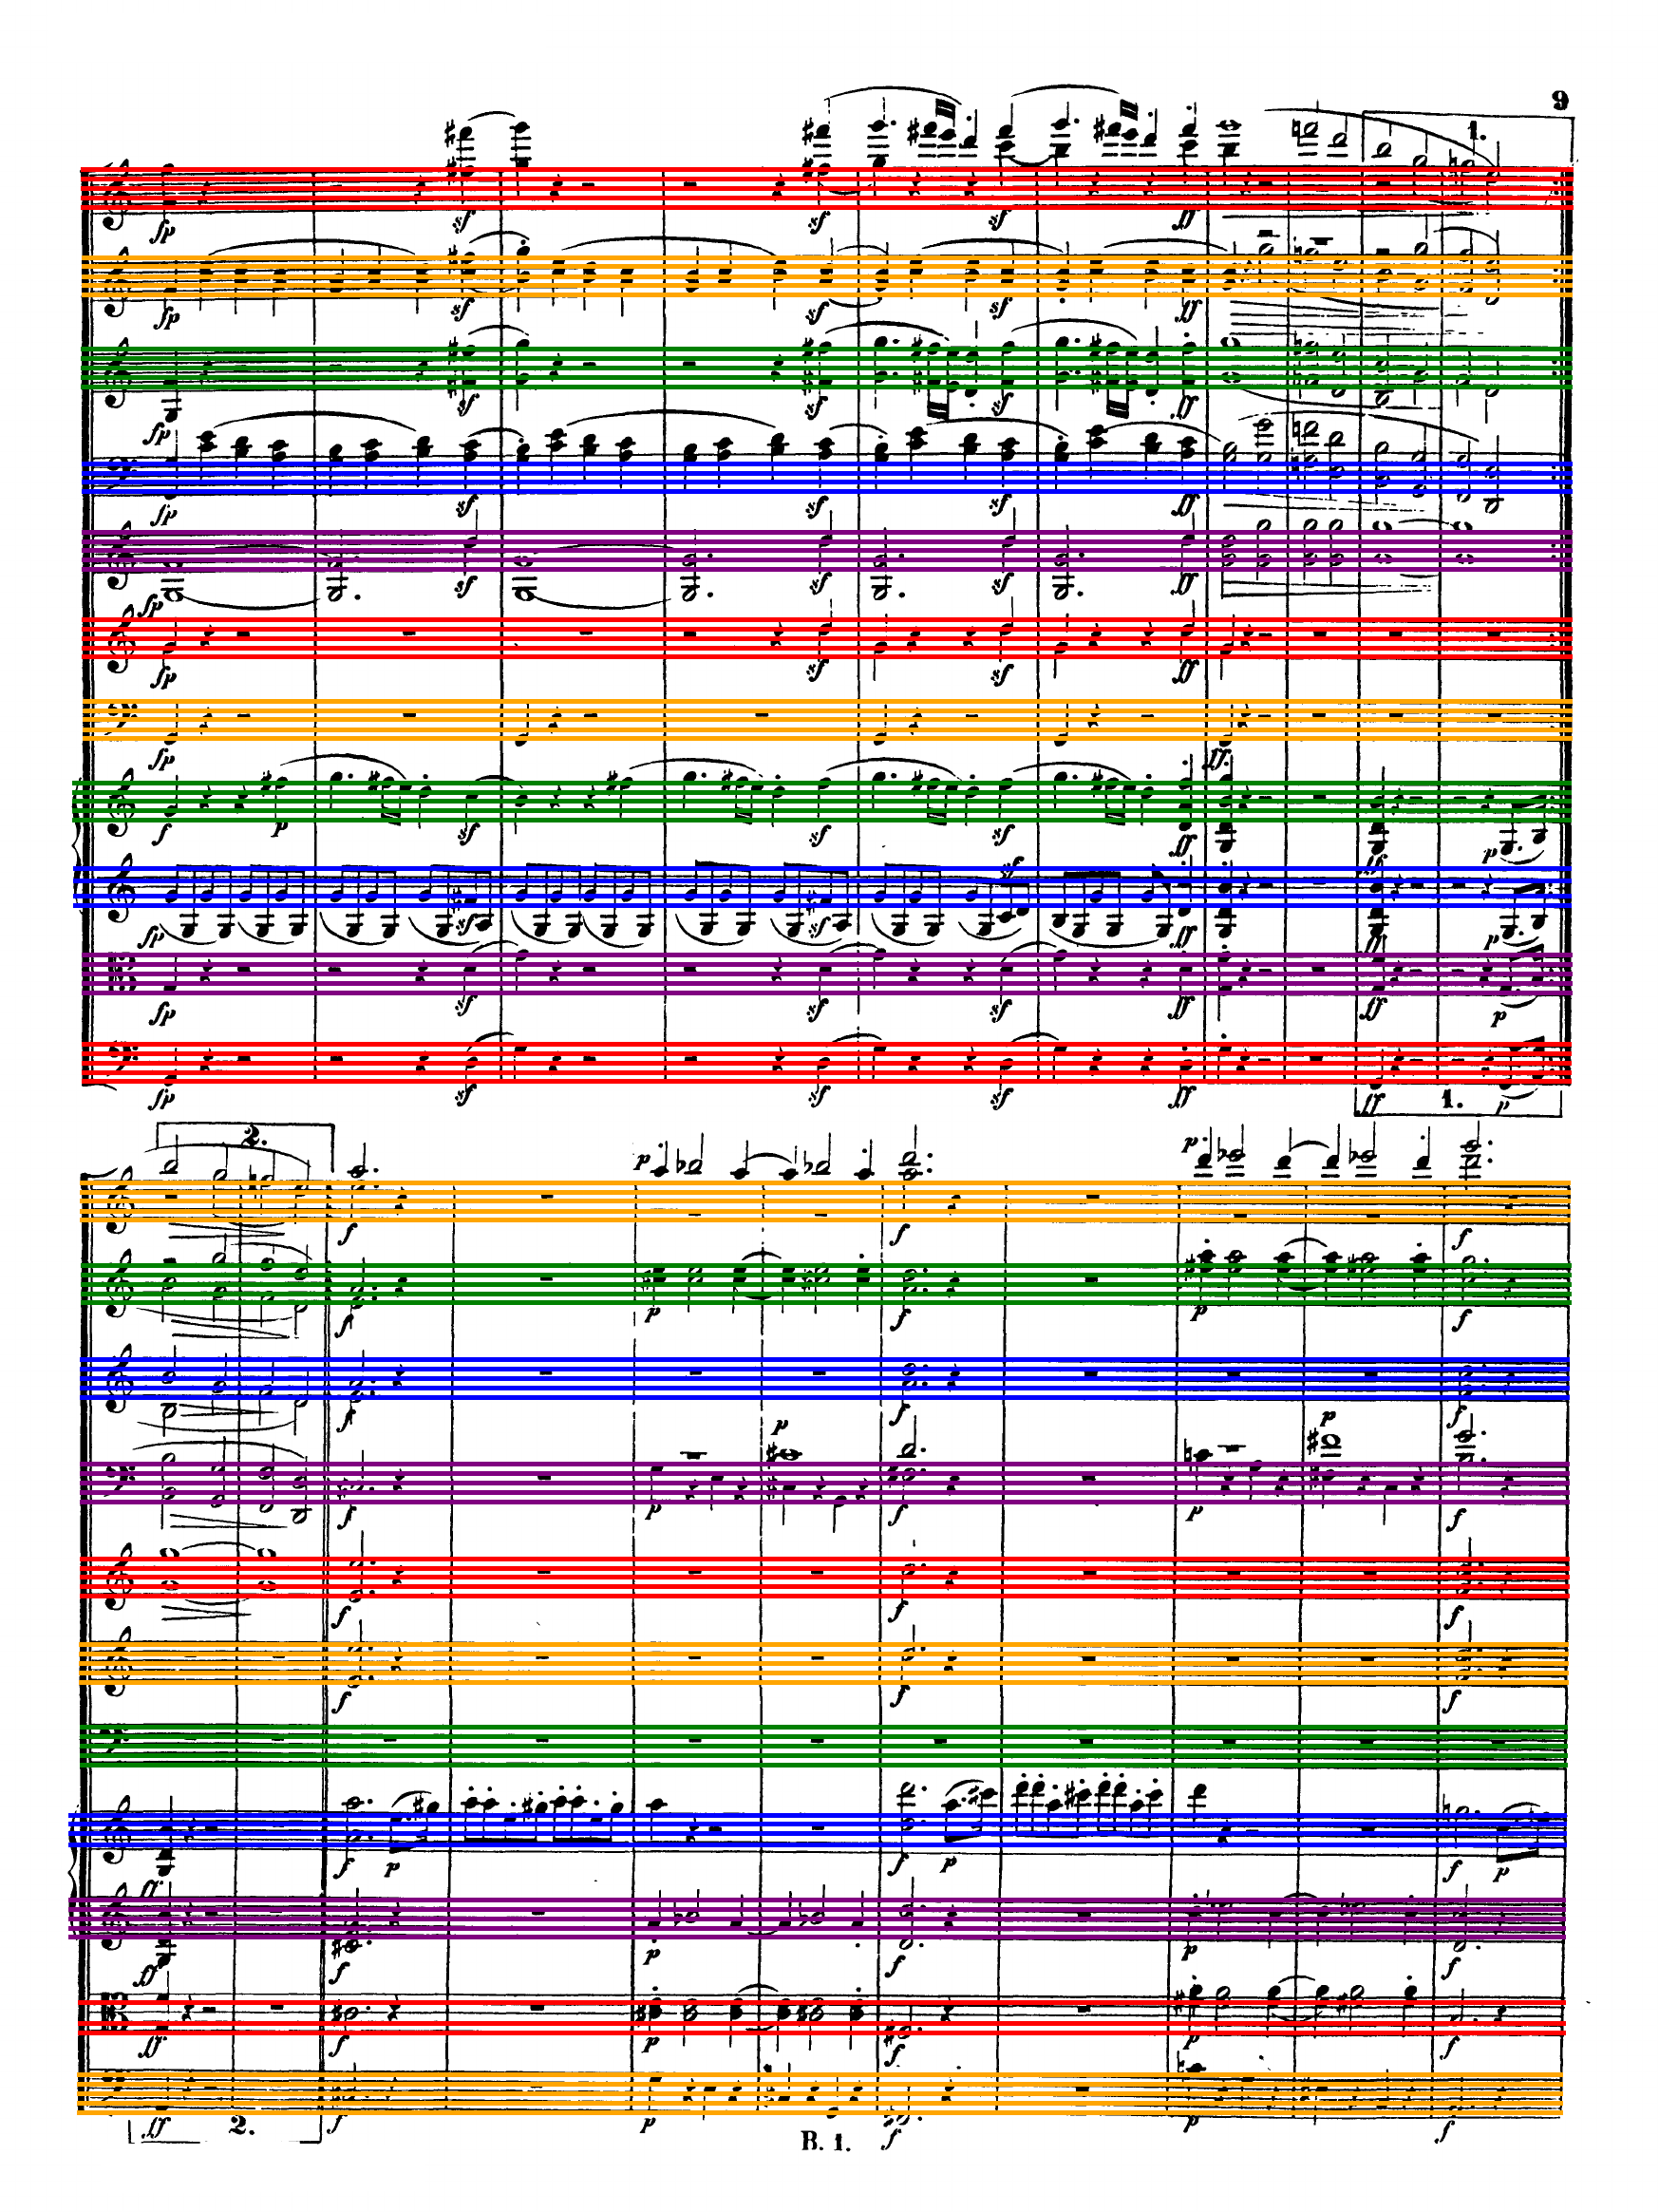 9
1.
sf
fp sf sf sf ff
fp sf sf sf ff
fp sf sf sf ff
fp sf sf sf ff
fp sf sf sf ff
fp sf sf ff
fp ff
f p sf sf sf ff p
fp sf sf sf ff ff p
fp sf sf sf ff ff p
fp sf sf sf ff ff 1. p
2.
p p
f f f
f p f p f
f f f
p p
f p f p f
f f f
f f f
f p f p f p
ff
f p f p f
ff
ff f p f p f
ff 2. f p f p f
B. 1.